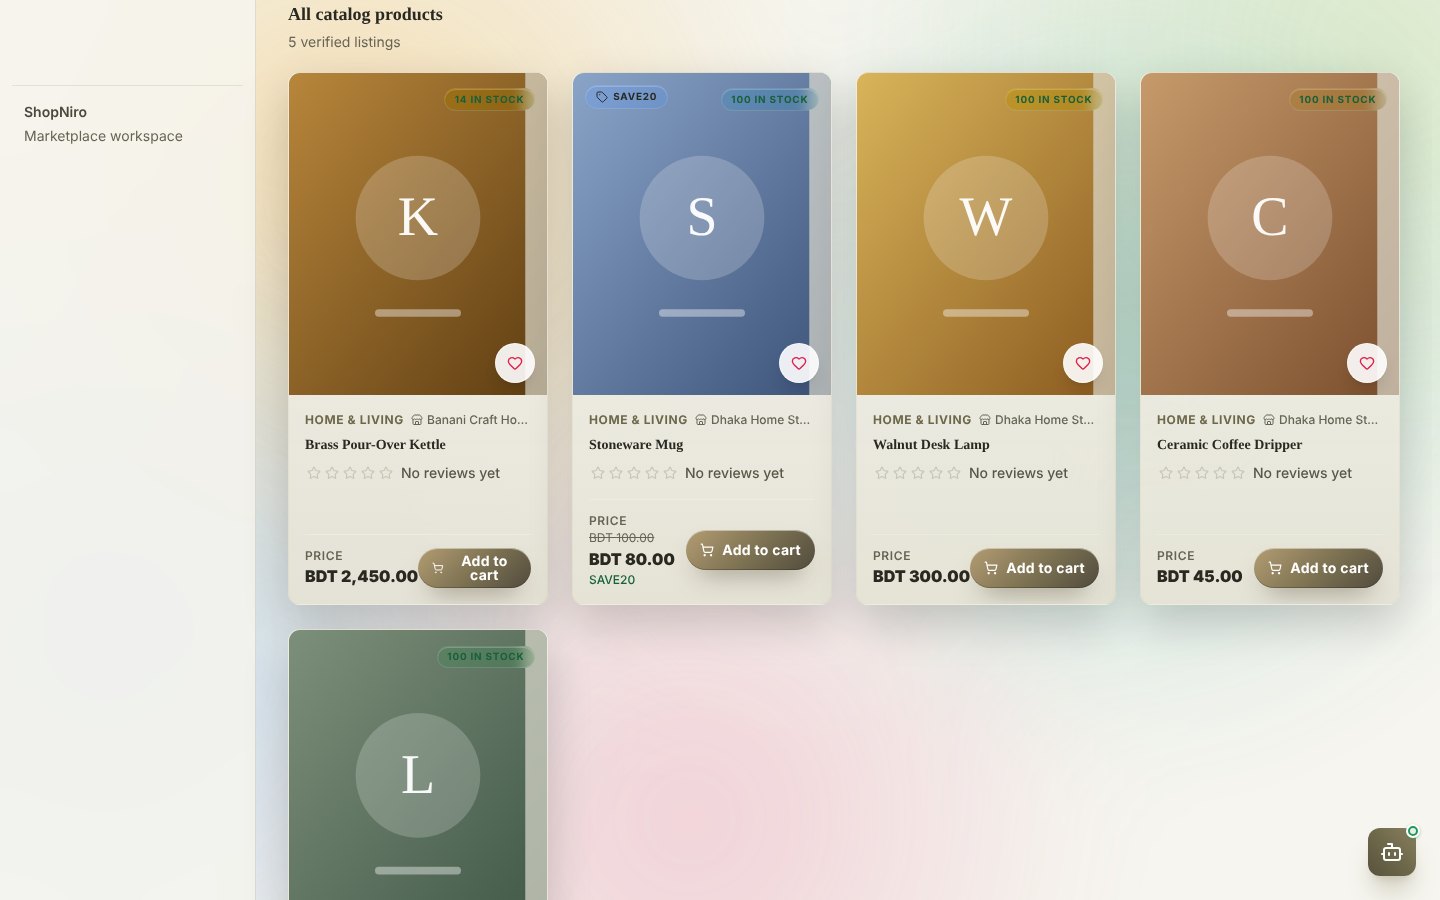 All catalog products
5 verified listings
ShopNiro
Marketplace workspace
14 IN STOCK
K
HOME & LIVING Banani Craft Ho...
Brass Pour-Over Kettle
No reviews yet
PRICE
BDT 2,450.00
Add to cart
SAVE20
100 IN STOCK
S
HOME & LIVING Dhaka Home St...
Stoneware Mug
No reviews yet
PRICE
BDT 100.00
BDT 80.00
SAVE20
Add to cart
100 IN STOCK
W
HOME & LIVING Dhaka Home St...
Walnut Desk Lamp
No reviews yet
PRICE
BDT 300.00
Add to cart
100 IN STOCK
C
HOME & LIVING Dhaka Home St...
Ceramic Coffee Dripper
No reviews yet
PRICE
BDT 45.00
Add to cart
100 IN STOCK
L